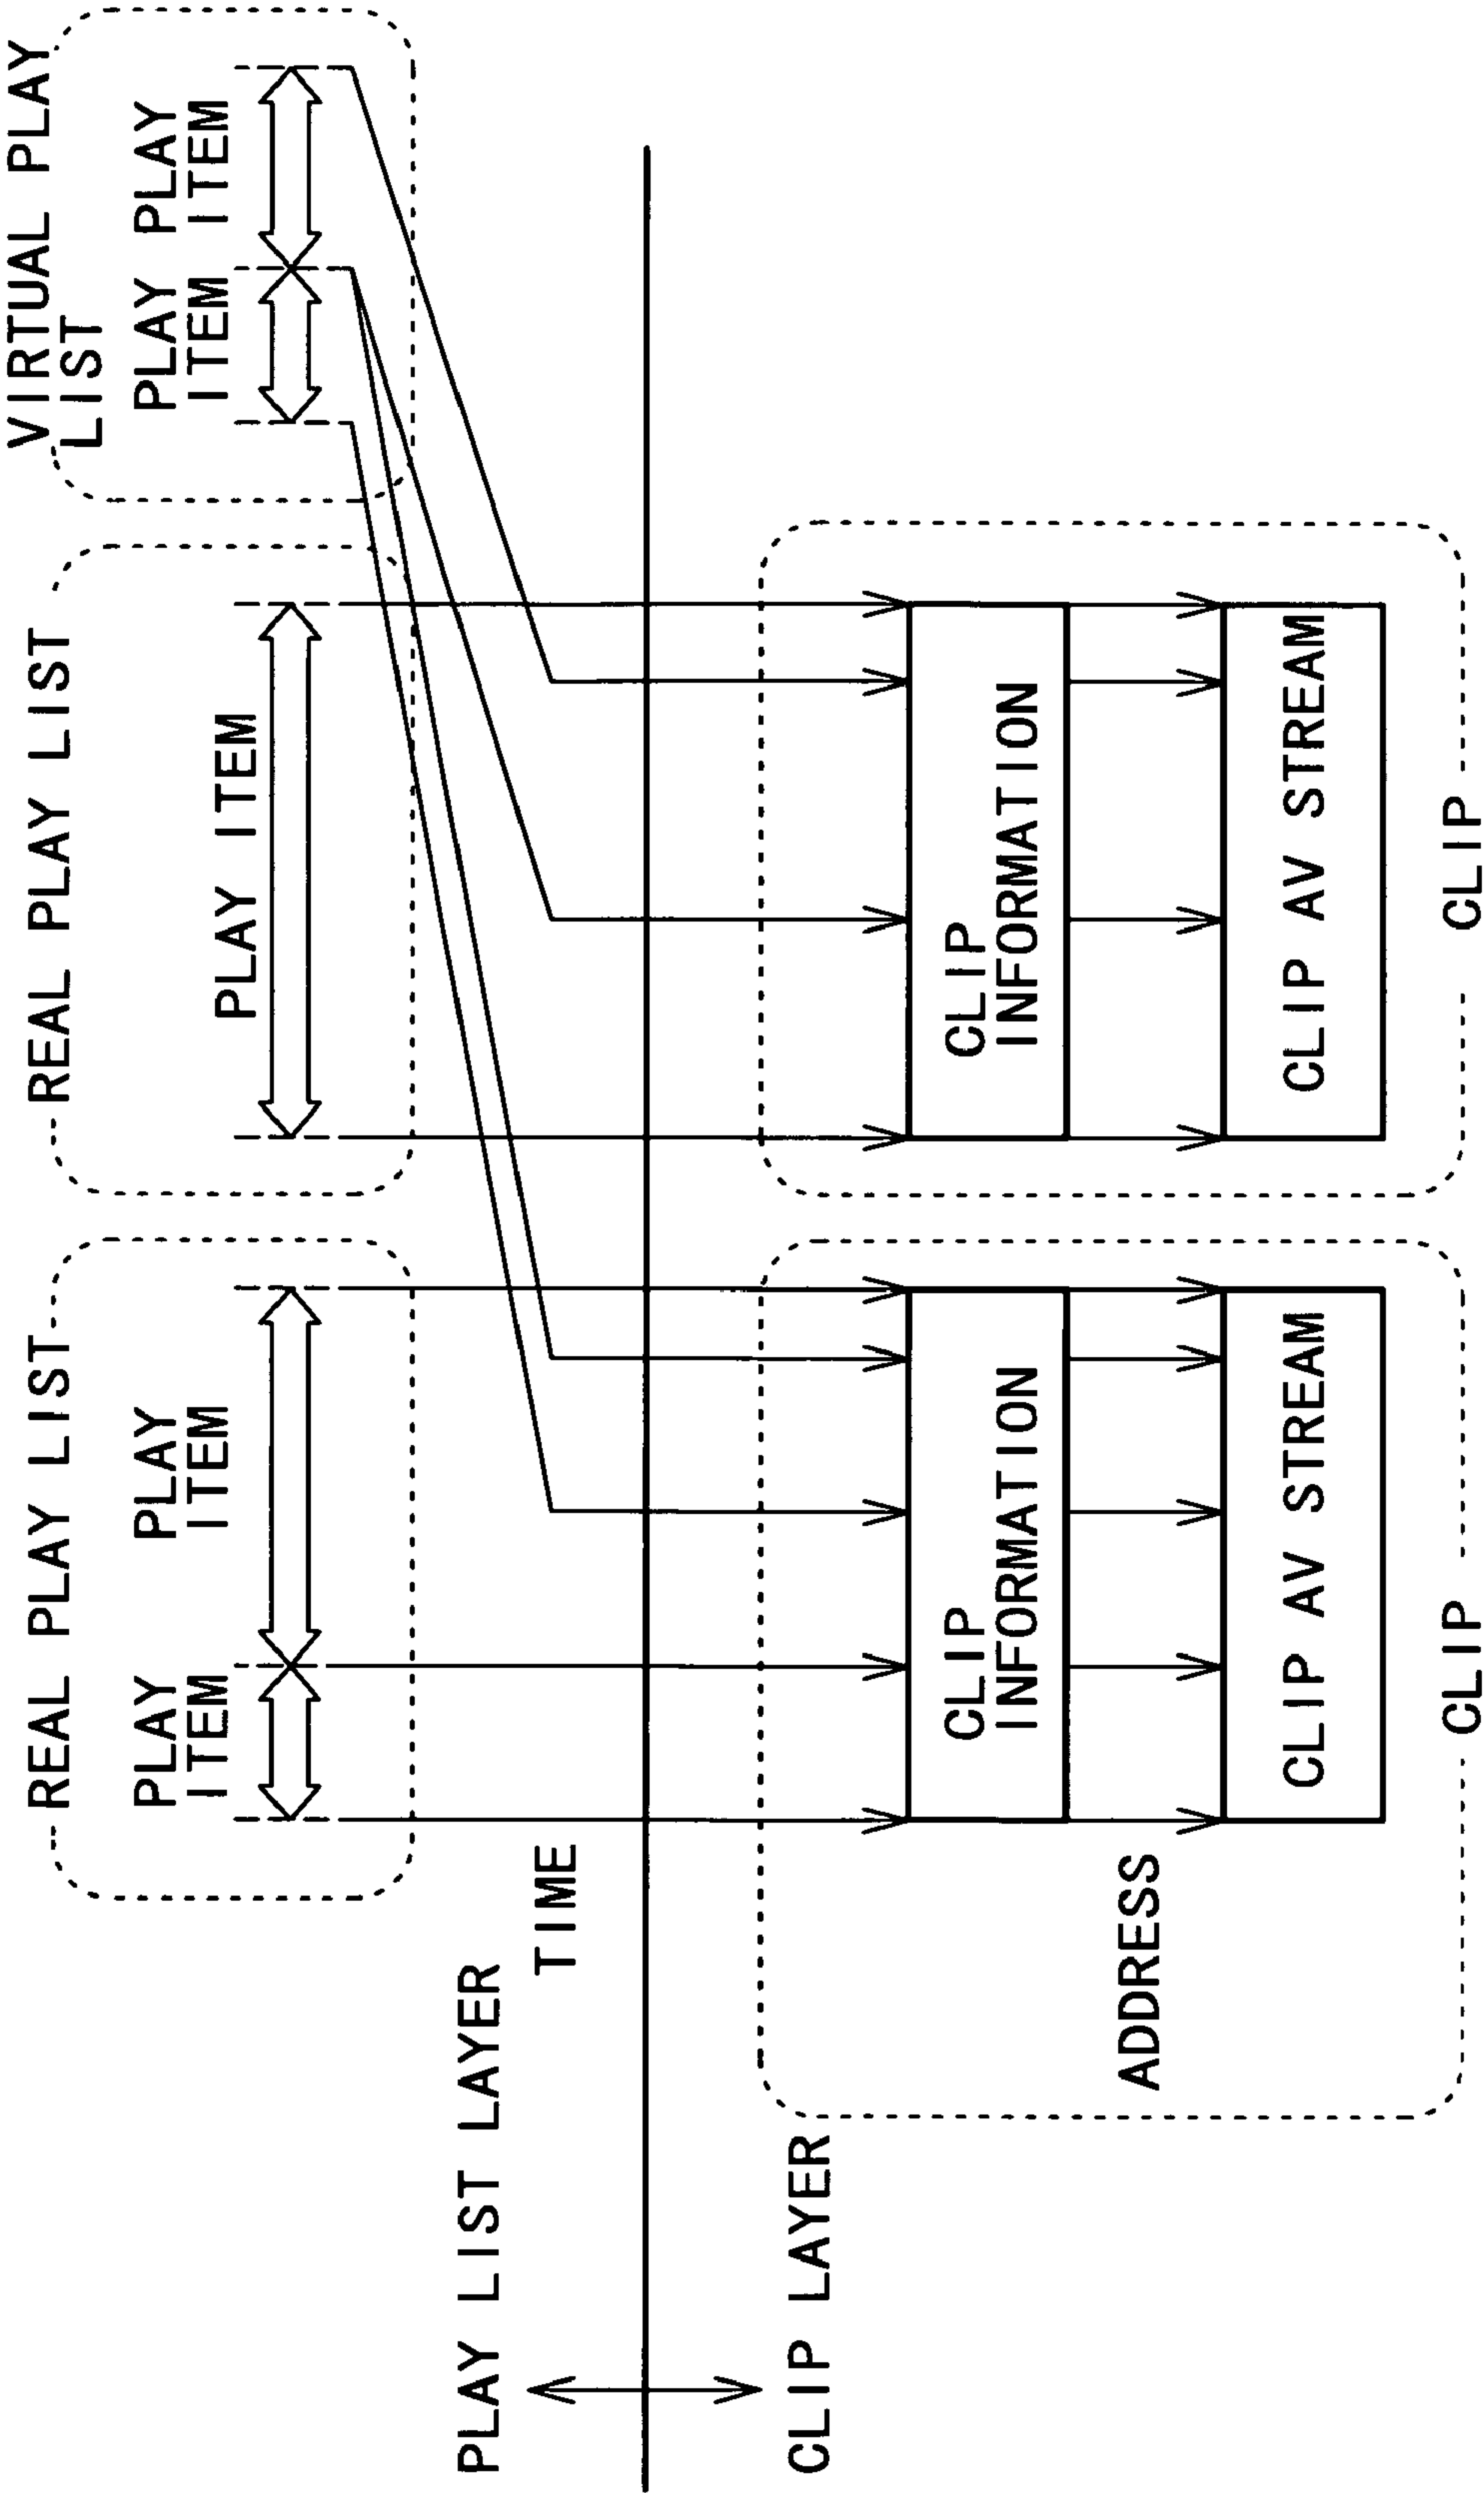 REAL PLAY LIST
PLAY
ITEM
PLAY
ITEM
REAL PLAY LIST
PLAY ITEM
VIRTUAL PLAY
LIST
PLAY
ITEM
PLAY
ITEM
PLAY LIST LAYER
TIME
CLIP LAYER
CLIP
INFORMATION
CLIP
INFORMATION
ADDRESS
CLIP AV STREAM
CLIP AV STREAM
CLIP
CLIP